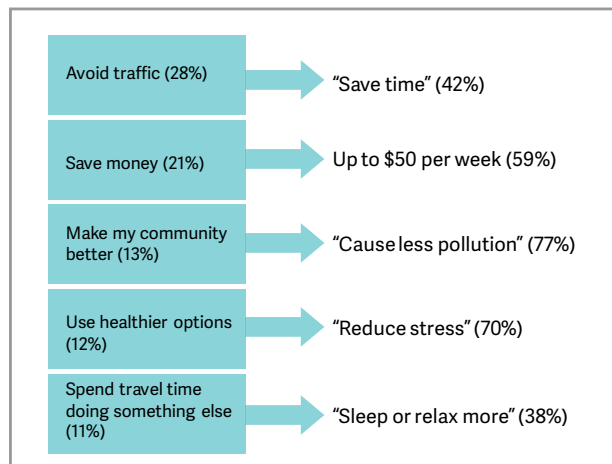 Avoid traffic (28%)
“Save time” (42%)
Save money (21%)
Up to $50 per week (59%)
Make my community
better (13%)
“Cause less pollution” (77%)
Use healthier options
(12%)
“Reduce stress” (70%)
Spend travel time
doing something else
(11%)
“Sleep or relax more” (38%)